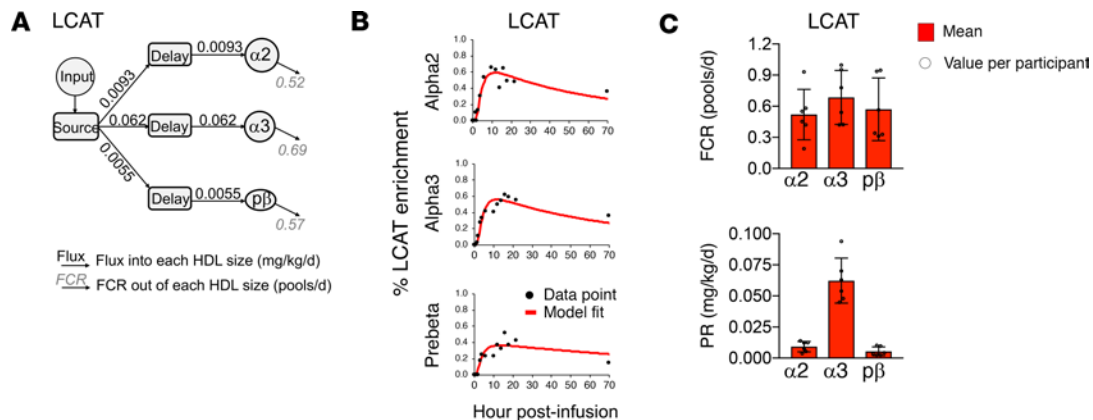 A
LCAT
Input
Source
0.0093
Delay
0.0093
α2
0.52
0.062
Delay
0.062
α3
0.69
0.0055
Delay
0.0055
pβ
0.57
Flux Flux into each HDL size (mg/kg/d)
FCR FCR out of each HDL size (pools/d)
B
LCAT
% LCAT enrichment
Alpha2
1.0
0.8
0.6
0.4
0.2
0.0
0 10 20 30 40 50 60 70
Alpha3
1.0
0.8
0.6
0.4
0.2
0.0
0 10 20 30 40 50 60 70
Prebeta
1.0
0.8
0.6
0.4
0.2
0.0
Data point
Model fit
0 10 20 30 40 50 60 70
Hour post-infusion
C
LCAT
Mean
Value per participant
FCR (pools/d)
1.2
0.9
0.6
0.3
0.0
α2 α3 pβ
PR (mg/kg/d)
0.100
0.075
0.050
0.025
0.000
α2 α3 pβ